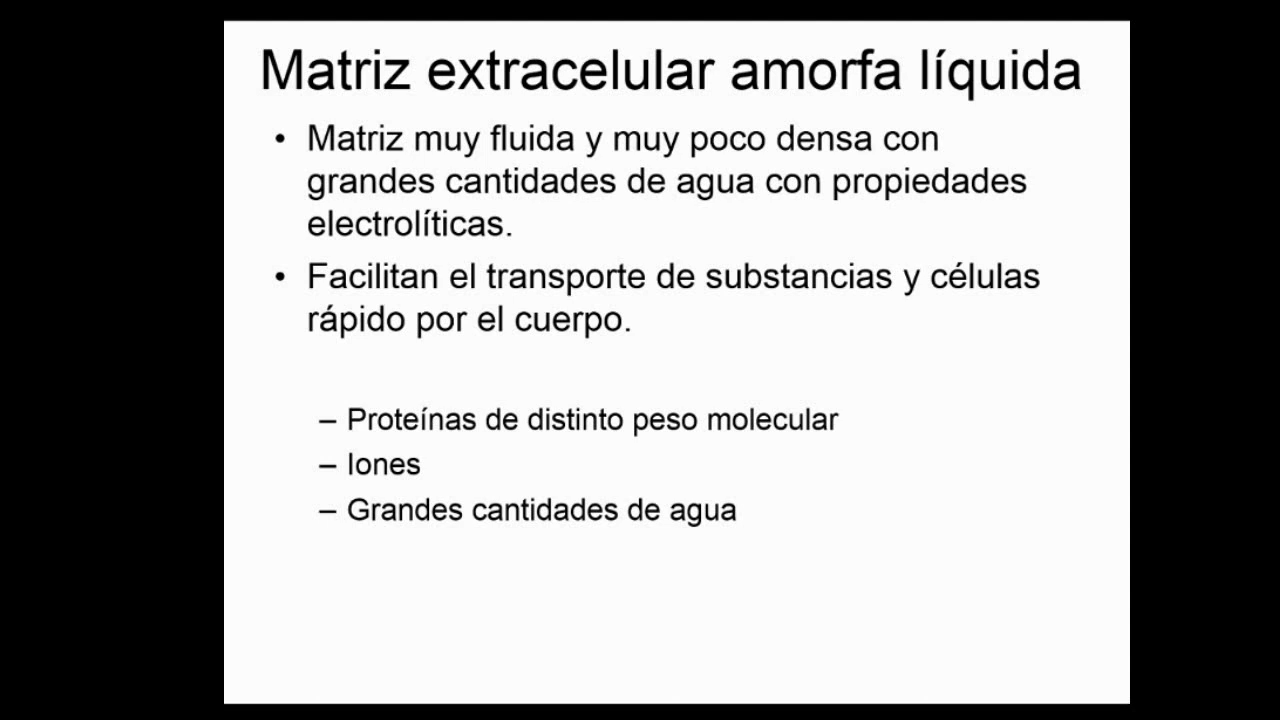 Matriz extracelular amorfa líquida
• Matriz muy fluida y muy poco densa con
grandes cantidades de agua con propiedades
electrolíticas.
• Facilitan el transporte de substancias y células
rápido por el cuerpo.
– Proteínas de distinto peso molecular
– Iones
– Grandes cantidades de agua